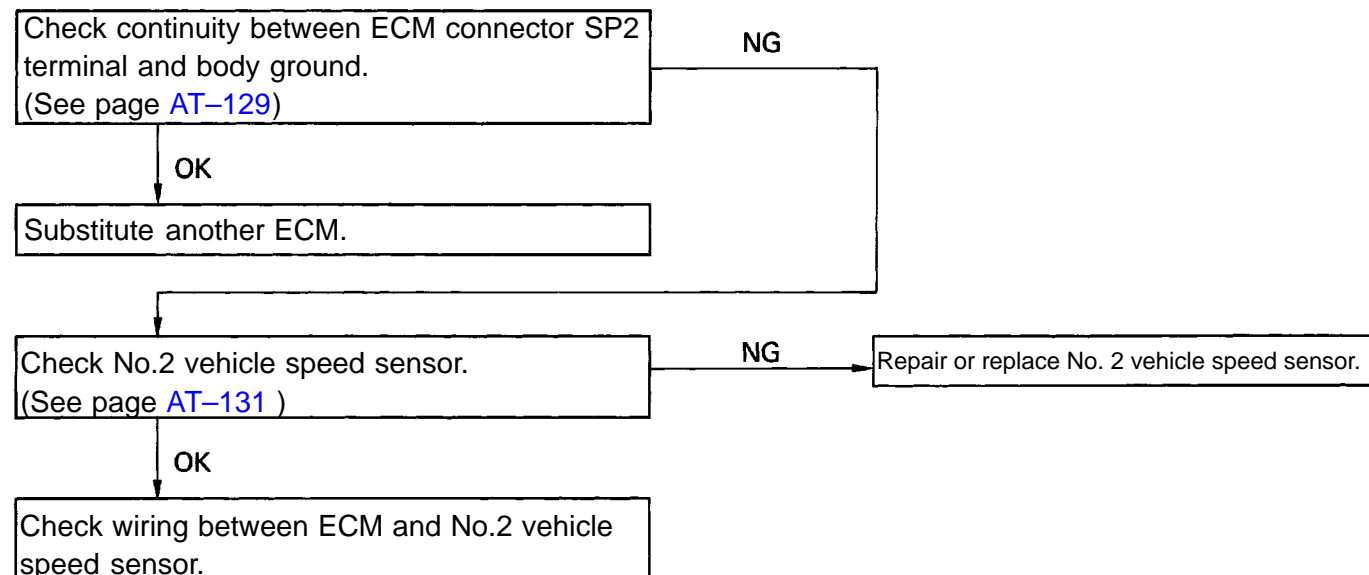 Check continuity between ECM connector SP2
terminal and body ground.
(See page AT–129)
NG
OK
Substitute another ECM.
Check No.2 vehicle speed sensor.
(See page AT–131 )
NG
Repair or replace No. 2 vehicle speed sensor.
OK
Check wiring between ECM and No.2 vehicle
speed sensor.